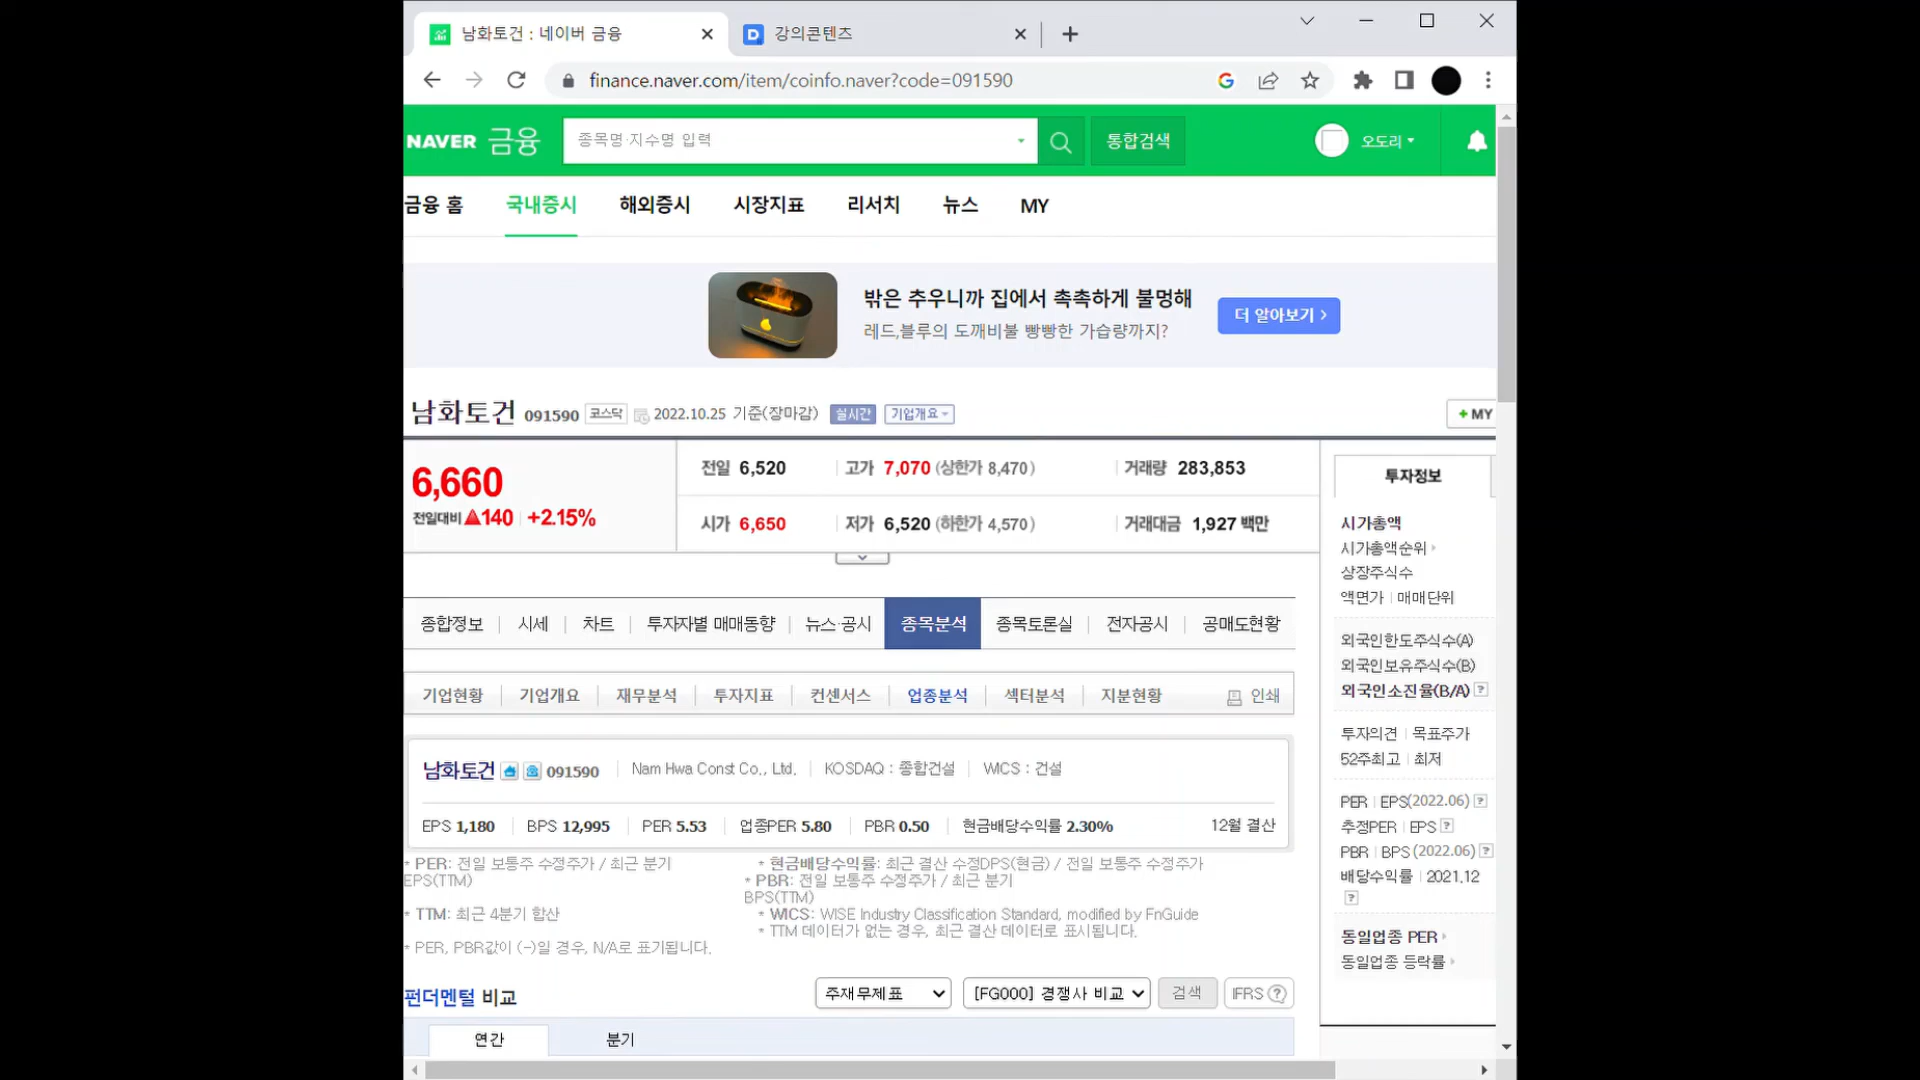 남화토건 : 네이버 금융
강의콘텐츠
finance.naver.com/item/coinfo.naver?code=091590
NAVER 금융
종목명·지수명 입력
통합검색
오도리
금융 홈 국내증시 해외증시 시장지표 리서치 뉴스 MY
밖은 추우니까 집에서 촉촉하게 불멍해
레드,블루의 도깨비불 빵빵한 가습량까지?
더 알아보기 >
남화토건 091590 코스닥 2022.10.25 기준(장마감) 실시간 기업개요
+ MY
6,660
전일대비 ▲140 +2.15%
전일 6,520 고가 7,070 (상한가 8,470) 거래량 283,853
시가 6,650 저가 6,520 (하한가 4,570) 거래대금 1,927 백만
종합정보 시세 차트 투자자별 매매동향 뉴스·공시 종목분석 종목토론실 전자공시 공매도현황
기업현황 기업개요 재무분석 투자지표 컨센서스 업종분석 섹터분석 지분현황 인쇄
남화토건 091590 Nam Hwa Const Co., Ltd. KOSDAQ : 종합건설 WICS : 건설
EPS 1,180 BPS 12,995 PER 5.53 업종PER 5.80 PBR 0.50 현금배당수익률 2.30% 12월 결산
* PER: 전일 보통주 수정주가 / 최근 분기
EPS(TTM)
* TTM: 최근 4분기 합산
* PER, PBR값이 (-)일 경우, N/A로 표기됩니다.
* 현금배당수익률: 최근 결산 수정DPS(현금) / 전일 보통주 수정주가
* PBR: 전일 보통주 수정주가 / 최근 분기
BPS(TTM)
* WICS: WISE Industry Classification Standard, modified by FnGuide
* TTM 데이터가 없는 경우, 최근 결산 데이터로 표시됩니다.
펀더멘털 비교
주재무제표 [FG000] 경쟁사 비교 검색 IFRS ?
연간 분기
투자정보
시가총액
시가총액순위
상장주식수
액면가 매매단위
외국인한도주식수(A)
외국인보유주식수(B)
외국인소진율(B/A) ?
투자의견 목표주가
52주최고 최저
PER EPS(2022.06) ?
추정PER EPS ?
PBR BPS (2022.06) ?
배당수익률 2021.12
?
동일업종 PER
동일업종 등락률